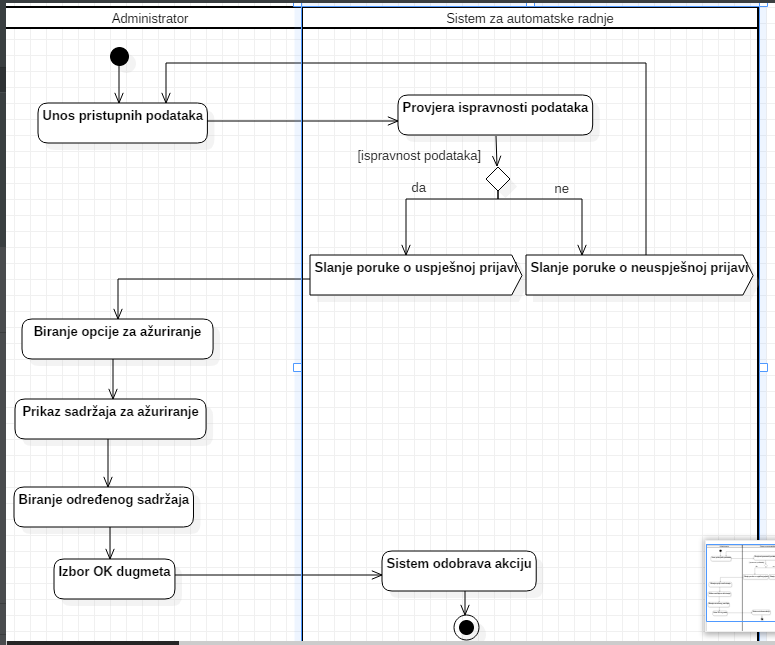 Administrator
Sistem za automatske radnje
Unos pristupnih podataka
Provjera ispravnosti podataka
[ispravnost podataka]
da
ne
Slanje poruke o uspješnoj prijavi
Slanje poruke o neuspješnoj prijavi
Biranje opcije za ažuriranje
Prikaz sadržaja za ažuriranje
Biranje određenog sadržaja
Izbor OK dugmeta
Sistem odobrava akciju